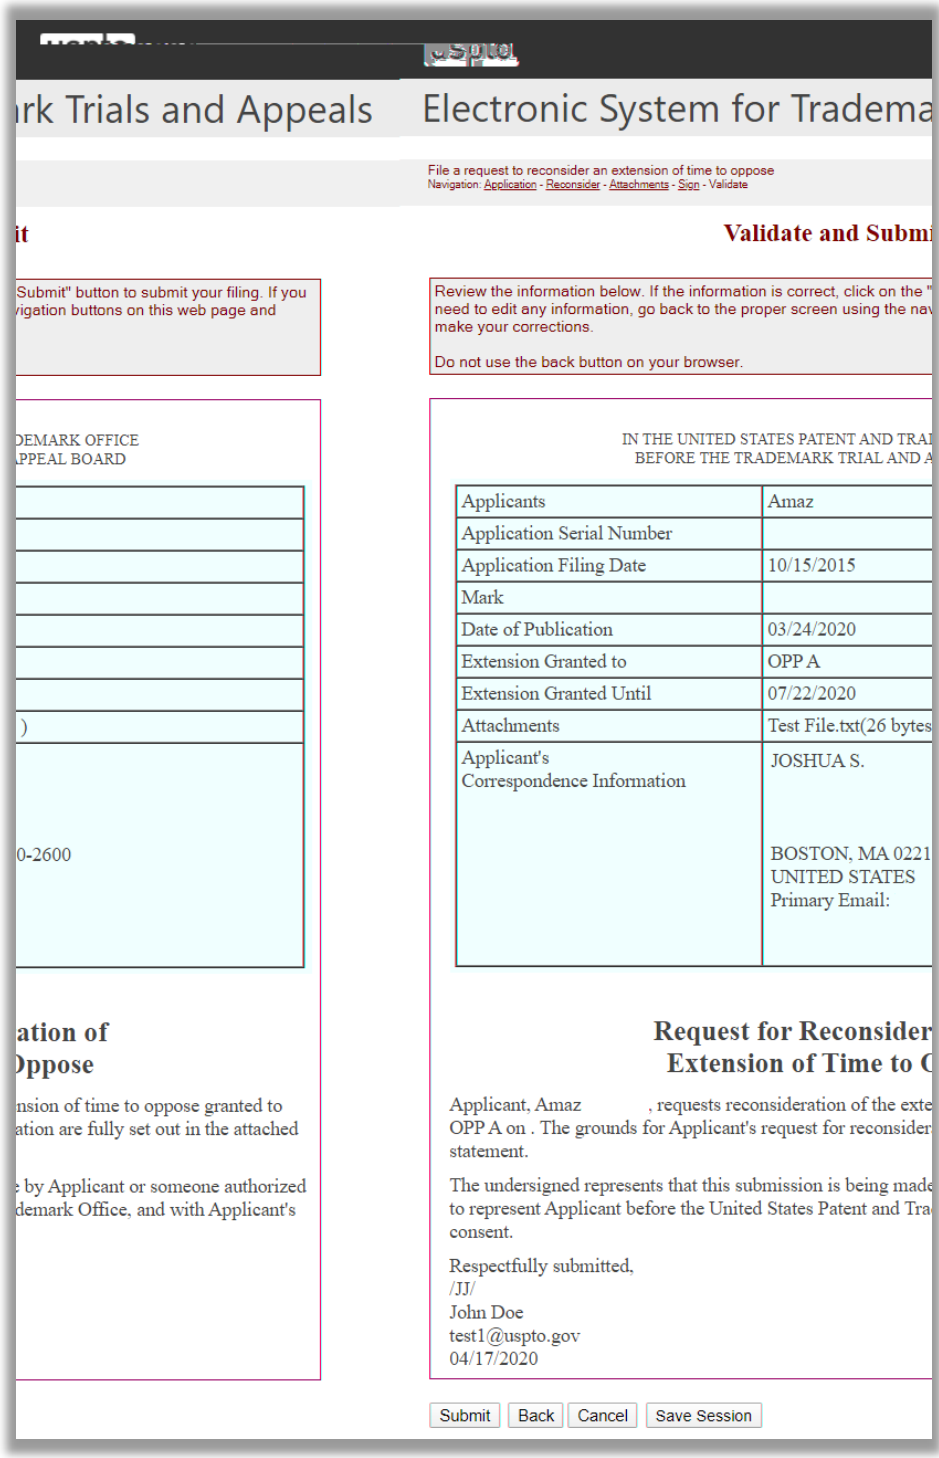 rk Trials and Appeals
it
Submit" button to submit your filing. If you
vigation buttons on this web page and
DEMARK OFFICE
APPEAL BOARD
)
0-2600
ation of
Oppose
nsion of time to oppose granted to
ation are fully set out in the attached
e by Applicant or someone authorized
demark Office, and with Applicant's
uspto
Electronic System for Tradema
File a request to reconsider an extension of time to oppose
Navigation: Application - Reconsider - Attachments - Sign - Validate
Validate and Submi
Review the information below. If the information is correct, click on the "
need to edit any information, go back to the proper screen using the nav
make your corrections.
Do not use the back button on your browser.
IN THE UNITED STATES PATENT AND TRAI
BEFORE THE TRADEMARK TRIAL AND A
Applicants Amaz
Application Serial Number
Application Filing Date 10/15/2015
Mark
Date of Publication 03/24/2020
Extension Granted to OPP A
Extension Granted Until 07/22/2020
Attachments Test File.txt(26 bytes
Applicant's
Correspondence Information
JOSHUA S.
BOSTON, MA 0221
UNITED STATES
Primary Email:
Request for Reconsider
Extension of Time to O
Applicant, Amaz , requests reconsideration of the exte
OPP A on . The grounds for Applicant's request for reconsider
statement.
The undersigned represents that this submission is being made
to represent Applicant before the United States Patent and Tra
consent.
Respectfully submitted,
/JJ/
John Doe
test1@uspto.gov
04/17/2020
Submit Back Cancel Save Session